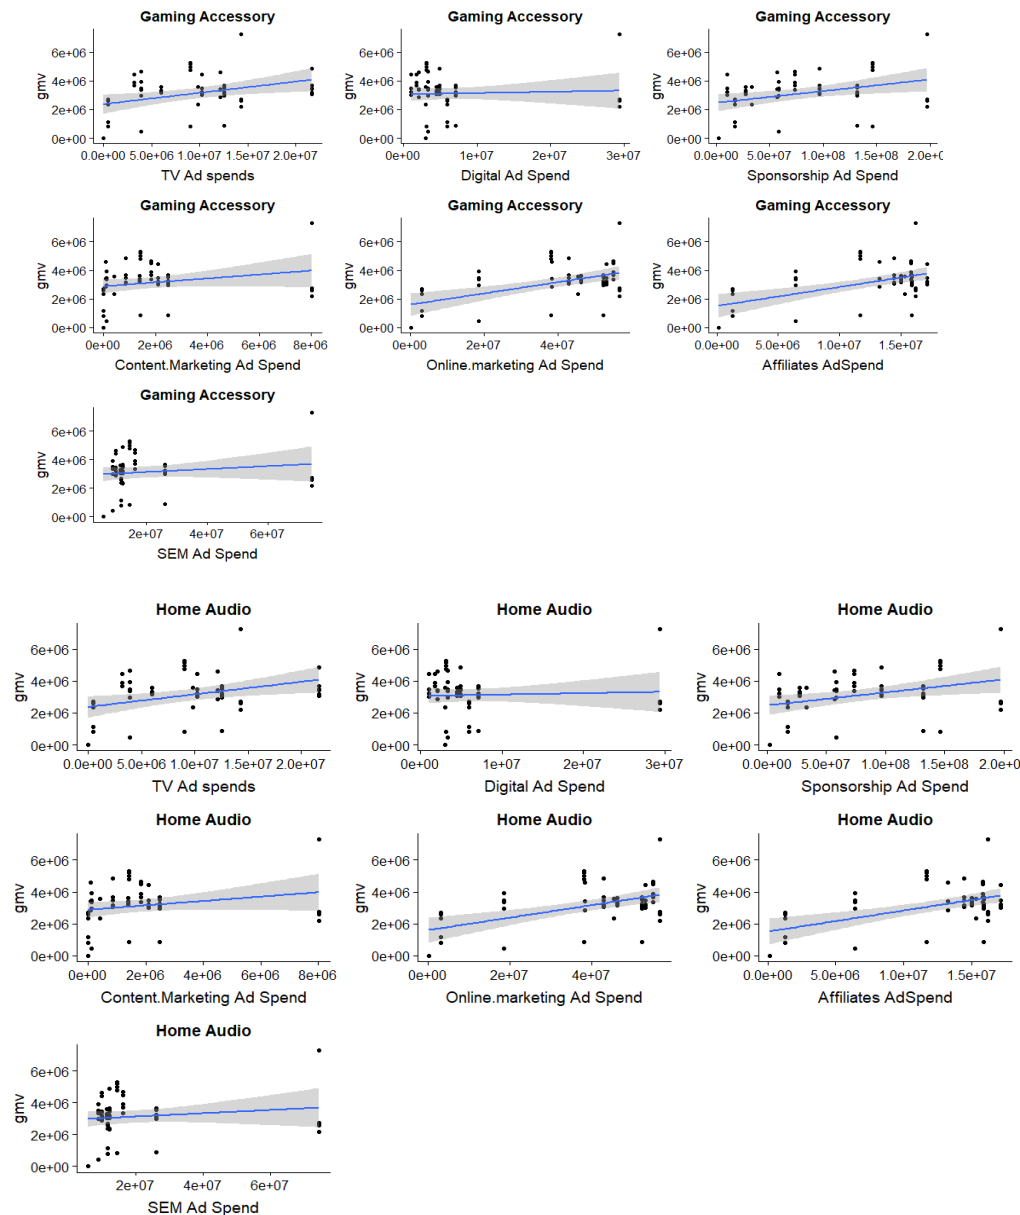 Gaming Accessory
gmv
6e+06
4e+06
2e+06
0e+00
0.0e+00 5.0e+06 1.0e+07 1.5e+07 2.0e+07
TV Ad spends
Gaming Accessory
gmv
6e+06
4e+06
2e+06
0e+00
0e+00 1e+07 2e+07 3e+07
Digital Ad Spend
Gaming Accessory
gmv
6e+06
4e+06
2e+06
0e+00
0.0e+00 5.0e+07 1.0e+08 1.5e+08 2.0e+0
Sponsorship Ad Spend
Gaming Accessory
gmv
6e+06
4e+06
2e+06
0e+00
0e+00 2e+06 4e+06 6e+06 8e+06
Content.Marketing Ad Spend
Gaming Accessory
gmv
6e+06
4e+06
2e+06
0e+00
0e+00 2e+07 4e+07
Online.marketing Ad Spend
Gaming Accessory
gmv
6e+06
4e+06
2e+06
0e+00
0.0e+00 5.0e+06 1.0e+07 1.5e+07
Affiliates AdSpend
Gaming Accessory
gmv
6e+06
4e+06
2e+06
0e+00
2e+07 4e+07 6e+07
SEM Ad Spend
Home Audio
gmv
6e+06
4e+06
2e+06
0e+00
0.0e+00 5.0e+06 1.0e+07 1.5e+07 2.0e+07
TV Ad spends
Home Audio
gmv
6e+06
4e+06
2e+06
0e+00
0e+00 1e+07 2e+07 3e+07
Digital Ad Spend
Home Audio
gmv
6e+06
4e+06
2e+06
0e+00
0.0e+00 5.0e+07 1.0e+08 1.5e+08 2.0e+0
Sponsorship Ad Spend
Home Audio
gmv
6e+06
4e+06
2e+06
0e+00
0e+00 2e+06 4e+06 6e+06 8e+06
Content.Marketing Ad Spend
Home Audio
gmv
6e+06
4e+06
2e+06
0e+00
0e+00 2e+07 4e+07
Online.marketing Ad Spend
Home Audio
gmv
6e+06
4e+06
2e+06
0e+00
0.0e+00 5.0e+06 1.0e+07 1.5e+07
Affiliates AdSpend
Home Audio
gmv
6e+06
4e+06
2e+06
0e+00
2e+07 4e+07 6e+07
SEM Ad Spend